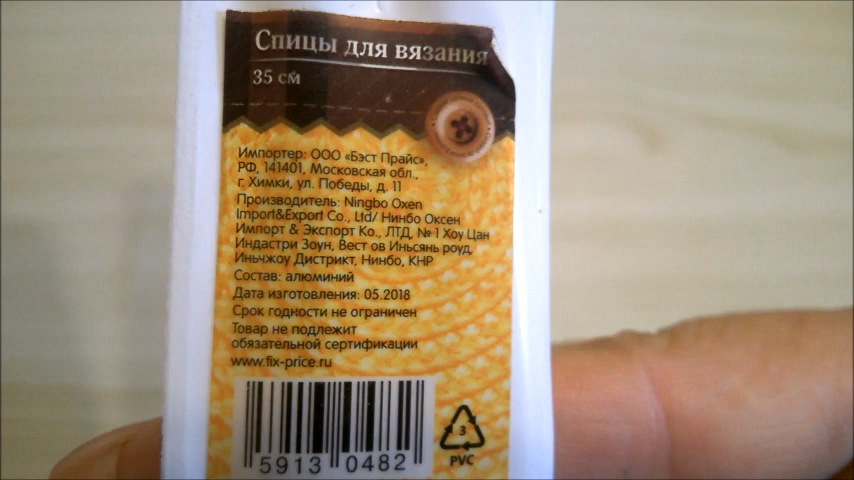 Спицы для вязания
35 см
Импортер: ООО «Бэст Прайс»,
РФ, 141401, Московская обл.,
г. Химки, ул. Победы, д. 11
Производитель: Ningbo Oxen
Import&Export Co., Ltd/ Нинбо Оксен
Импорт & Экспорт Ко., ЛТД, № 1 Хоу Цан
Индастри Зоун, Вест ов Иньсянь роуд,
Иньчжоу Дистрикт, Нинбо, КНР
Состав: алюминий
Дата изготовления: 05.2018
Срок годности не ограничен
Товар не подлежит
обязательной сертификации
www.fix-price.ru
5913 0482
3
PVC